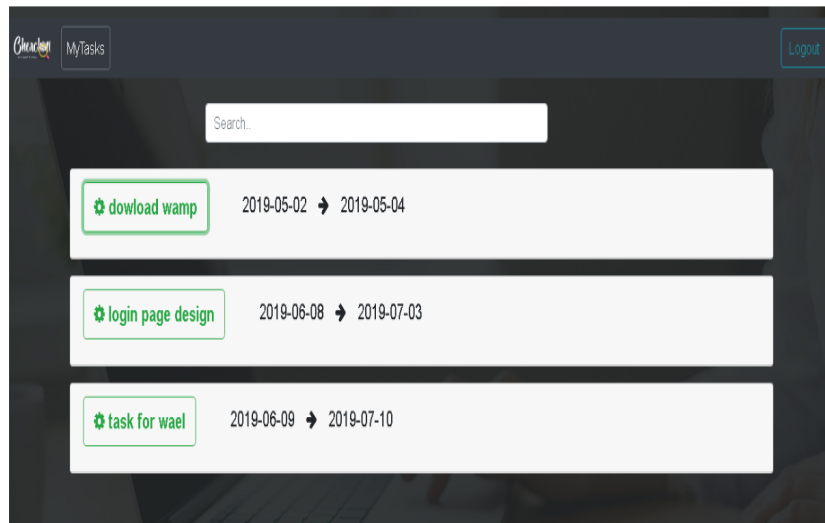 MyTasks
Logout
Search..
dowload wamp 2019-05-02 2019-05-04
login page design 2019-06-08 2019-07-03
task for wael 2019-06-09 2019-07-10